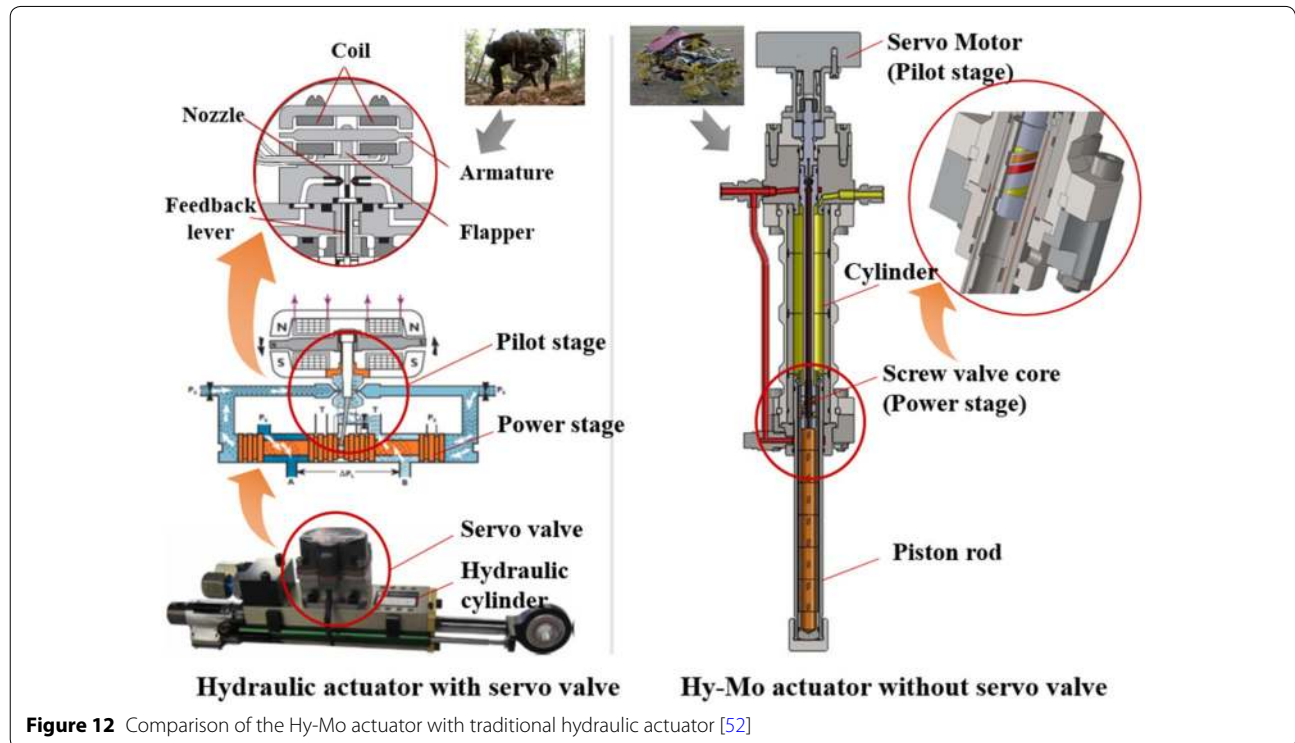 Coil
Nozzle
Armature
Feedback
lever
Flapper
N
N
S
S
Pilot stage
T
T
Power stage
A
B
Servo valve
Hydraulic
cylinder
Hydraulic actuator with servo valve
Servo Motor
(Pilot stage)
Cylinder
Screw valve core
(Power stage)
Piston rod
Hy-Mo actuator without servo valve
Figure 12 Comparison of the Hy-Mo actuator with traditional hydraulic actuator [52]